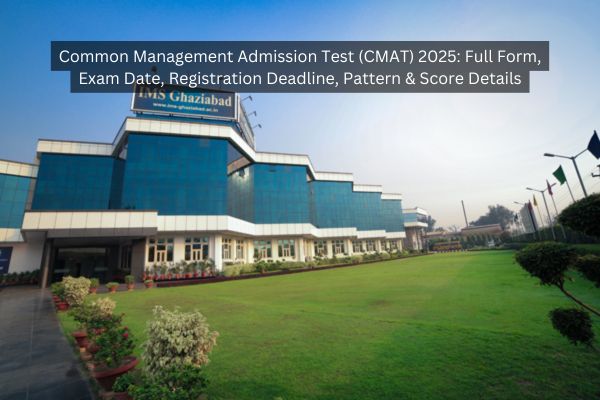 Common Management Admission Test (CMAT) 2025: Full Form,
Exam Date, Registration Deadline, Pattern & Score Details
IMS Ghaziabad
www.ims-ghaziabad.ac.in